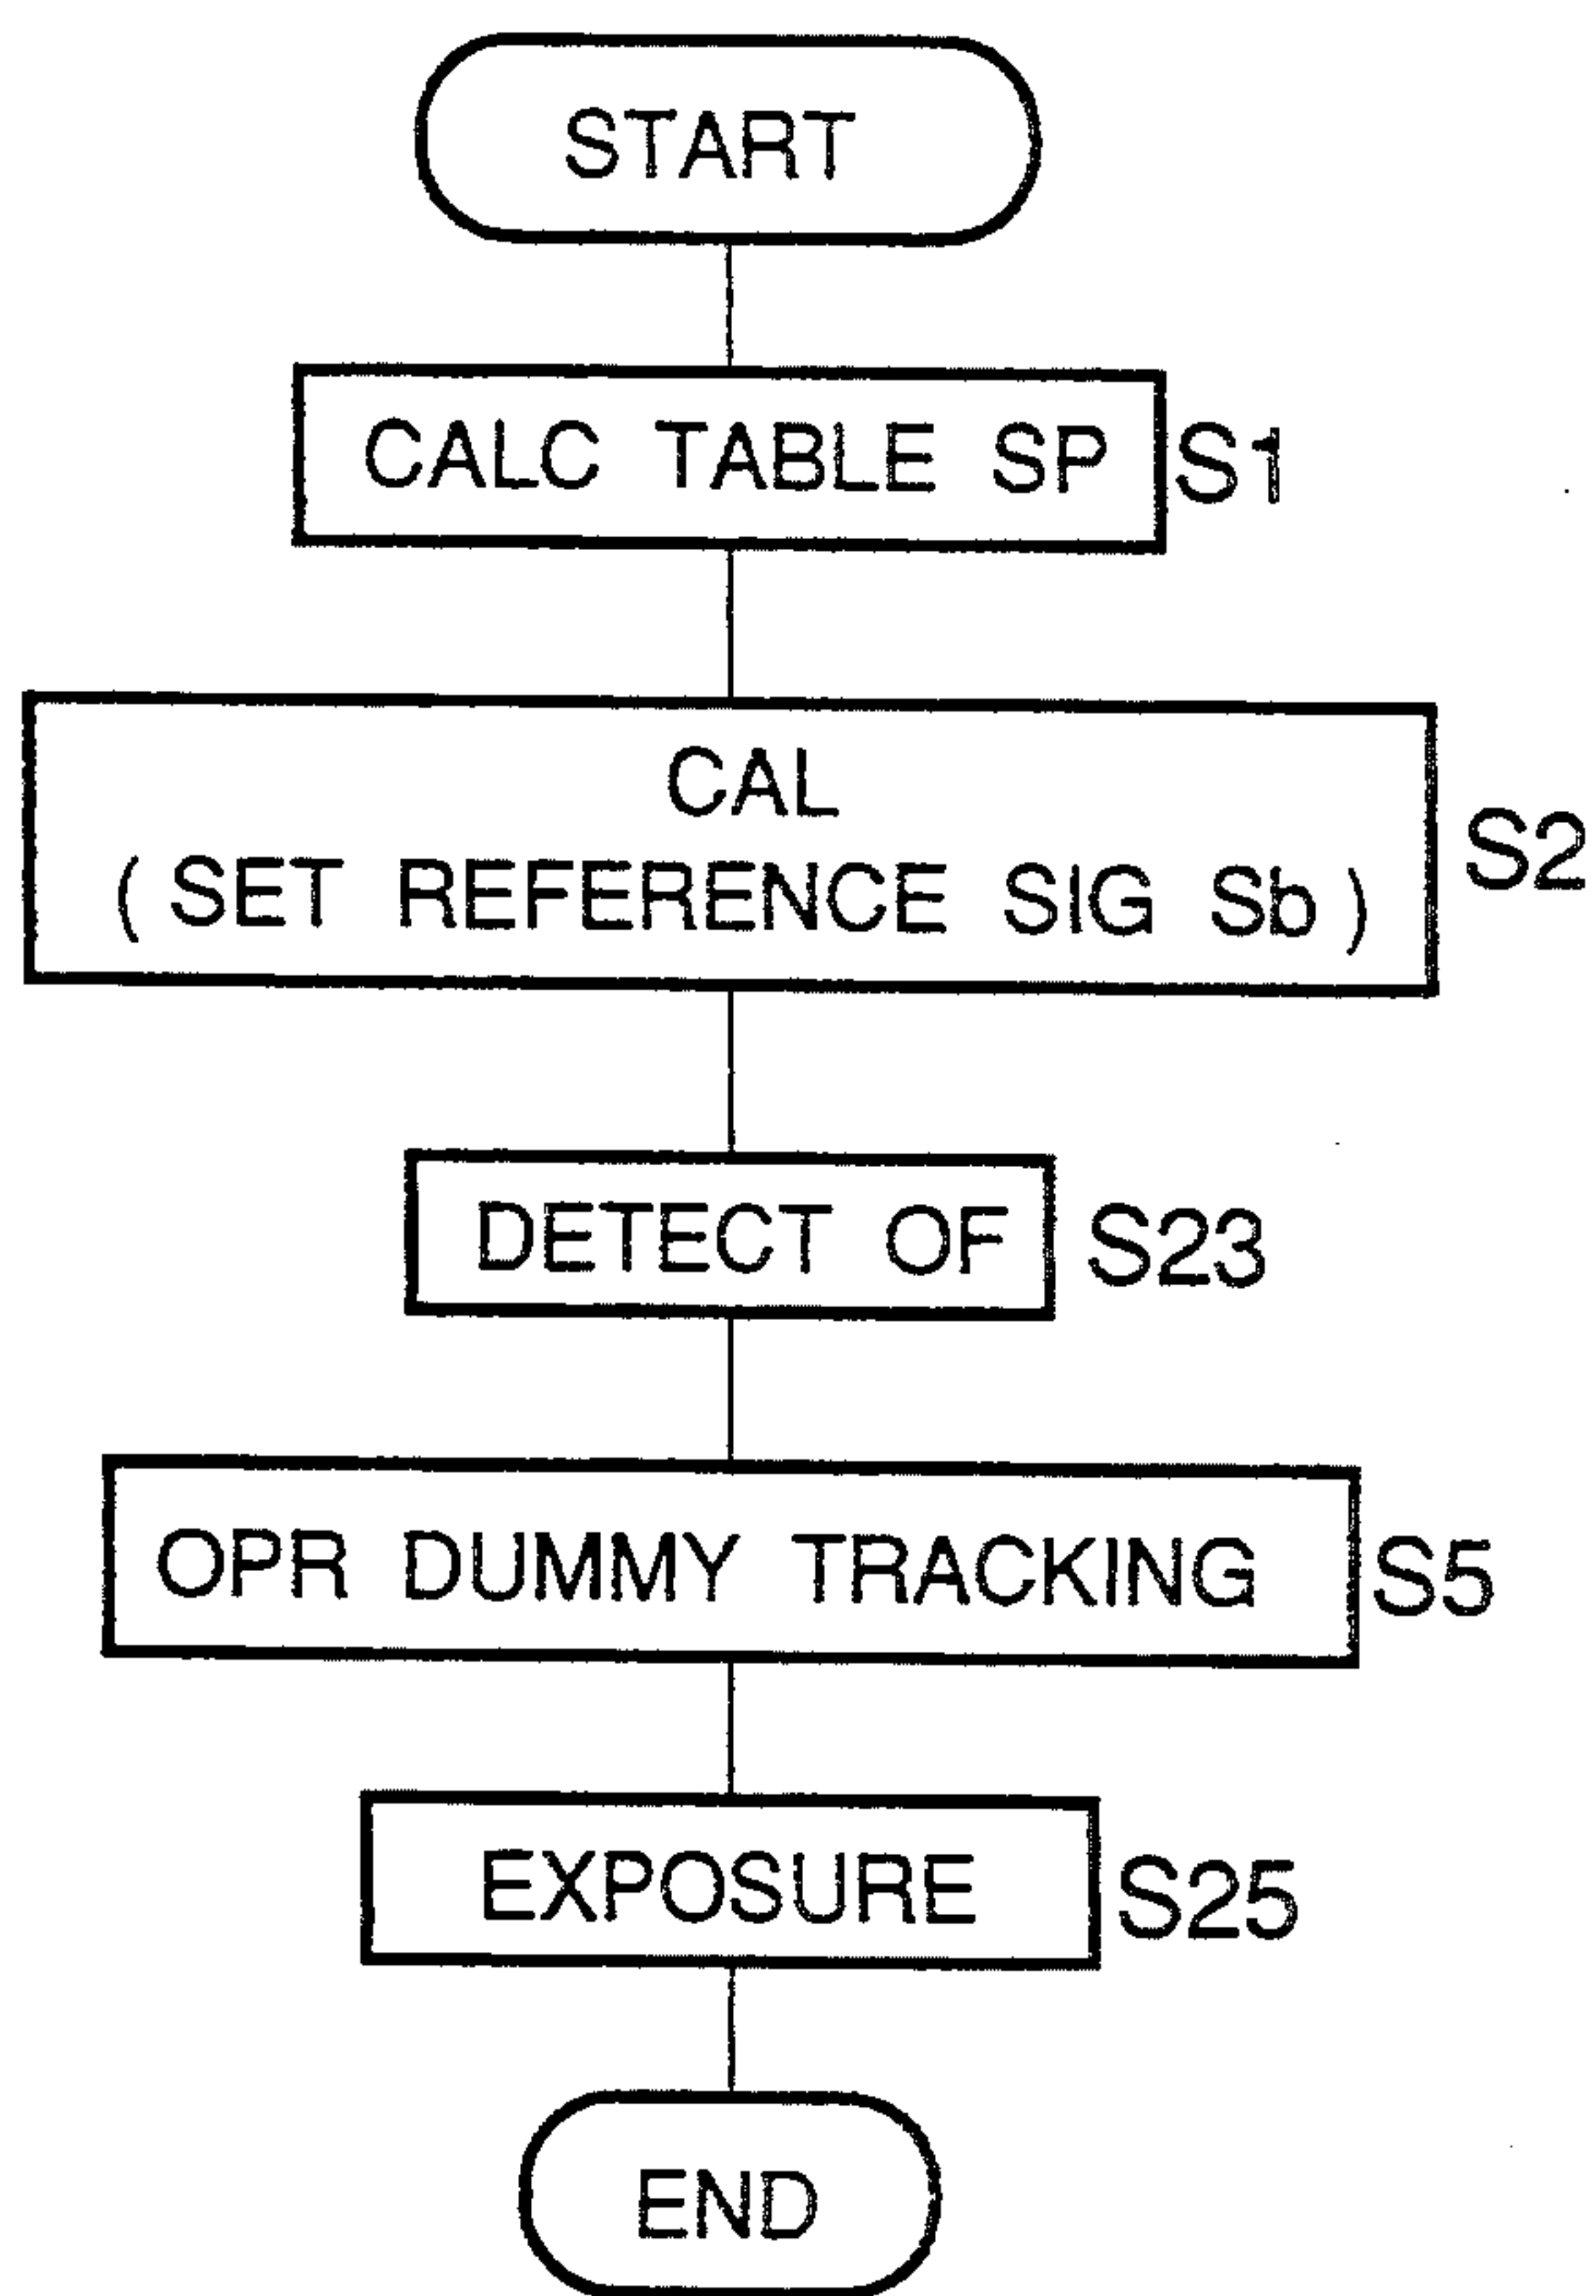 START
CALC TABLE SP S1
CAL
( SET REFERENCE SIG Sb )
S2
DETECT OF S23
OPR DUMMY TRACKING S5
EXPOSURE S25
END